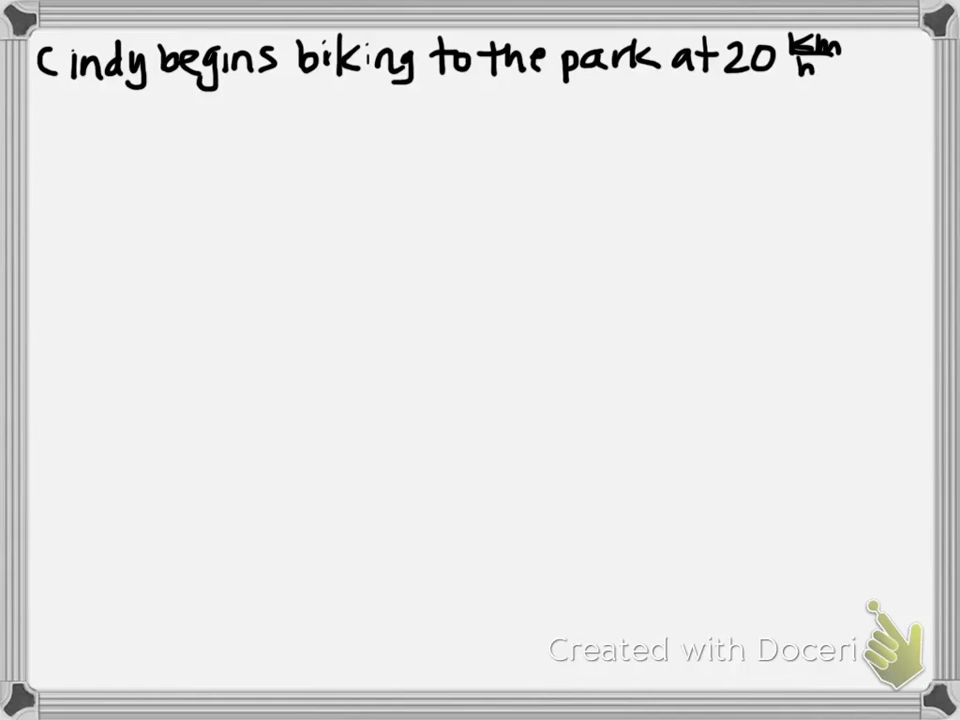 Cindy begins biking to the park at 20 km/h
Created with Doceri